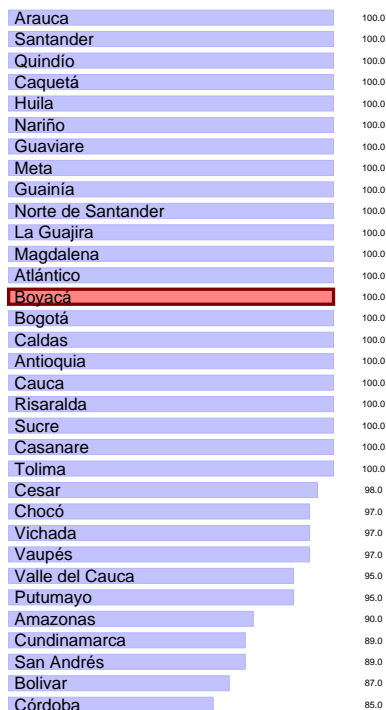 Arauca 100.0
Santander 100.0
Quindío 100.0
Caquetá 100.0
Huila 100.0
Nariño 100.0
Guaviare 100.0
Meta 100.0
Guainía 100.0
Norte de Santander 100.0
La Guajira 100.0
Magdalena 100.0
Atlántico 100.0
Boyacá 100.0
Bogotá 100.0
Caldas 100.0
Antioquia 100.0
Cauca 100.0
Risaralda 100.0
Sucre 100.0
Casanare 100.0
Tolima 100.0
Cesar 98.0
Chocó 97.0
Vichada 97.0
Vaupés 97.0
Valle del Cauca 95.0
Putumayo 95.0
Amazonas 90.0
Cundinamarca 89.0
San Andrés 89.0
Bolivar 87.0
Córdoba 85.0